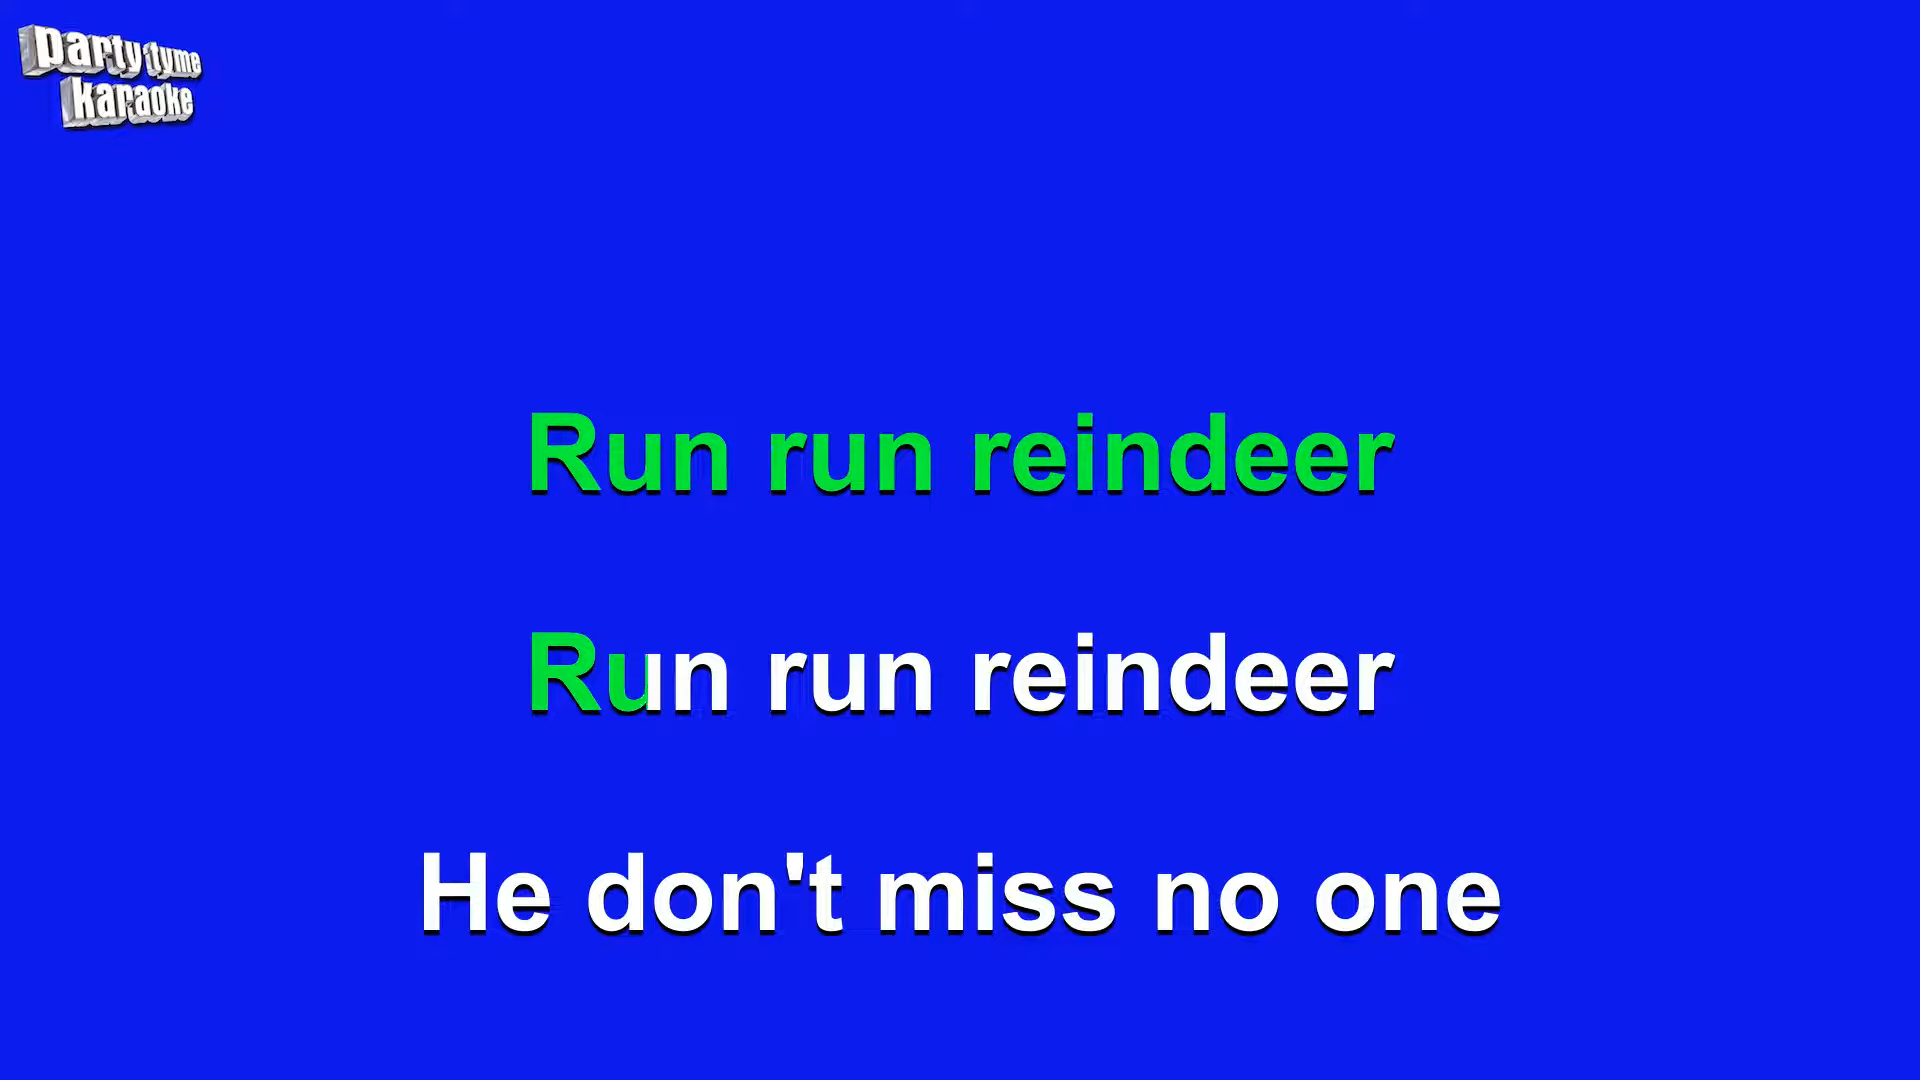 party tyme
karaoke
Run run reindeer
Run run reindeer
He don't miss no one